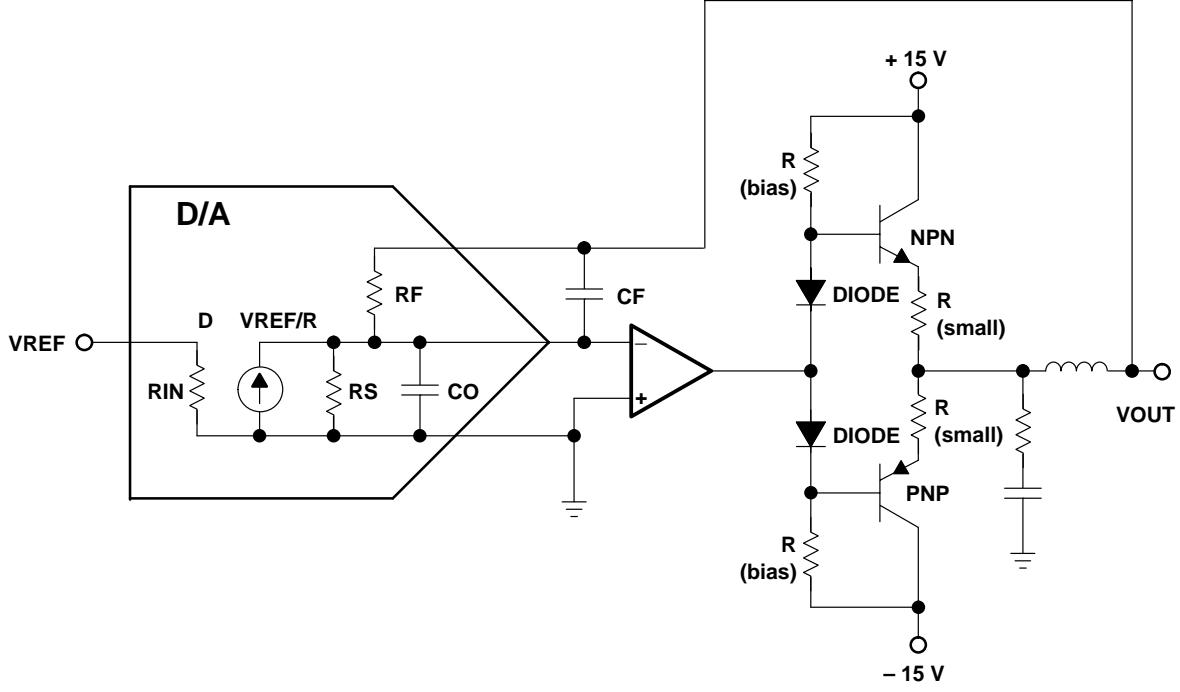 + 15 V
R
(bias)
D/A
NPN
DIODE
R
(small)
RF
CF
D
VREF/R
VREF
–
RIN
RS
CO
+
VOUT
R
(small)
DIODE
PNP
R
(bias)
– 15 V